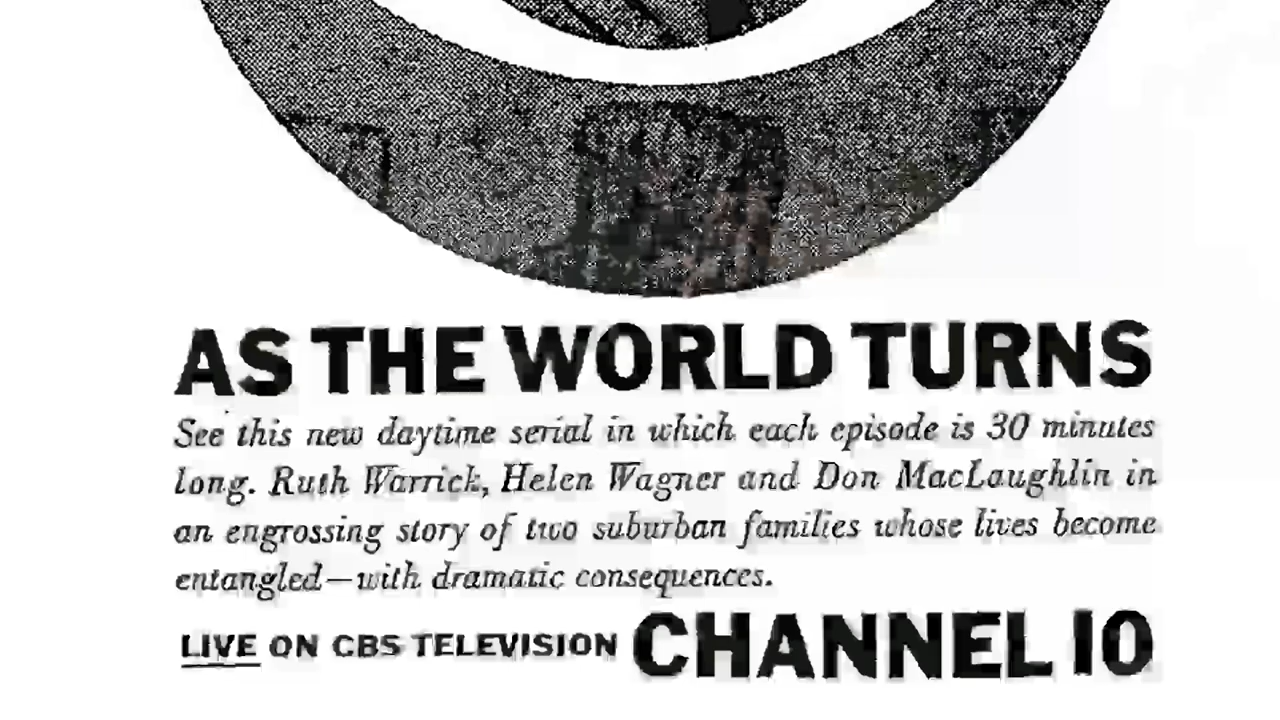 AS THE WORLD TURNS
See this new daytime serial in which each episode is 30 minutes
long. Ruth Warrick, Helen Wagner and Don MacLaughlin in
an engrossing story of two suburban families whose lives become
entangled—with dramatic consequences.
LIVE ON CBS TELEVISION CHANNEL 10